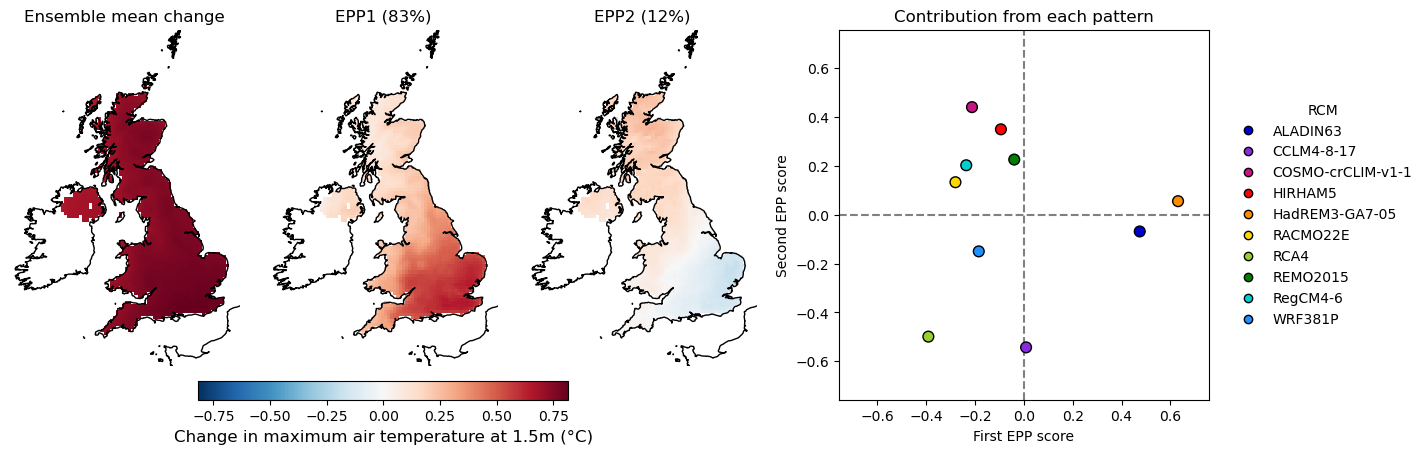 Ensemble mean change
EPP1 (83%)
EPP2 (12%)
−0.75 −0.50 −0.25 0.00 0.25 0.50 0.75
Change in maximum air temperature at 1.5m (°C)
Contribution from each pattern
Second EPP score
0.6
0.4
0.2
0.0
−0.2
−0.4
−0.6
−0.6 −0.4 −0.2 0.0 0.2 0.4 0.6
First EPP score
RCM
ALADIN63
CCLM4-8-17
COSMO-crCLIM-v1-1
HIRHAM5
HadREM3-GA7-05
RACMO22E
RCA4
REMO2015
RegCM4-6
WRF381P